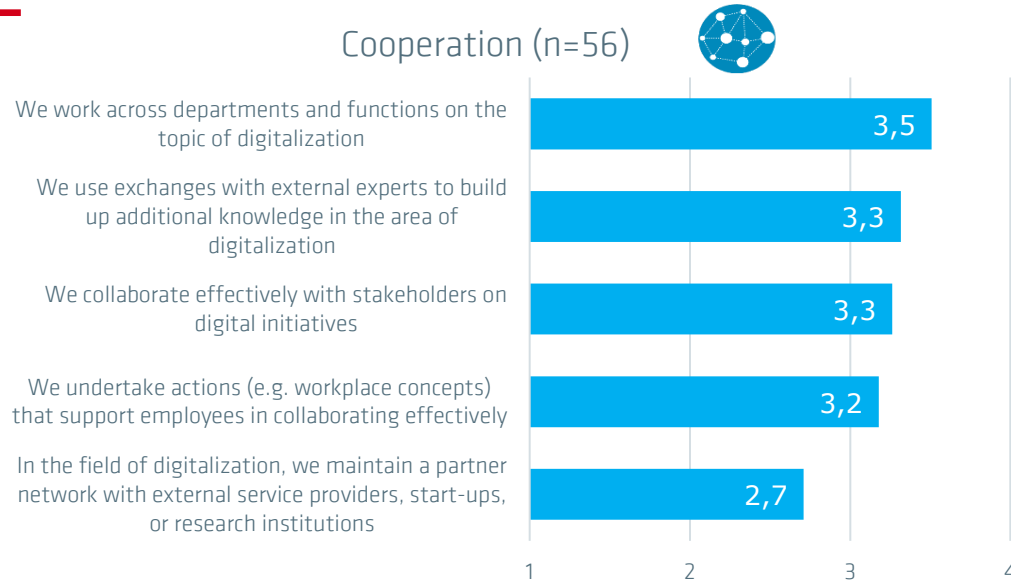 Cooperation (n=56)
We work across departments and functions on the
topic of digitalization
3,5
We use exchanges with external experts to build
up additional knowledge in the area of
digitalization
3,3
We collaborate effectively with stakeholders on
digital initiatives
3,3
We undertake actions (e.g. workplace concepts)
that support employees in collaborating effectively
3,2
In the field of digitalization, we maintain a partner
network with external service providers, start-ups,
or research institutions
2,7
1 2 3 4